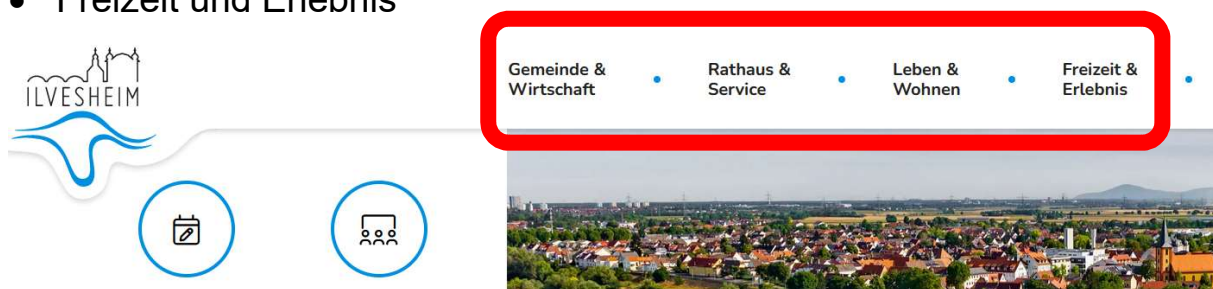 • Freizeit und Erlebnis
ILVESHEIM
Gemeinde &
Wirtschaft
Rathaus &
Service
Leben &
Wohnen
Freizeit &
Erlebnis